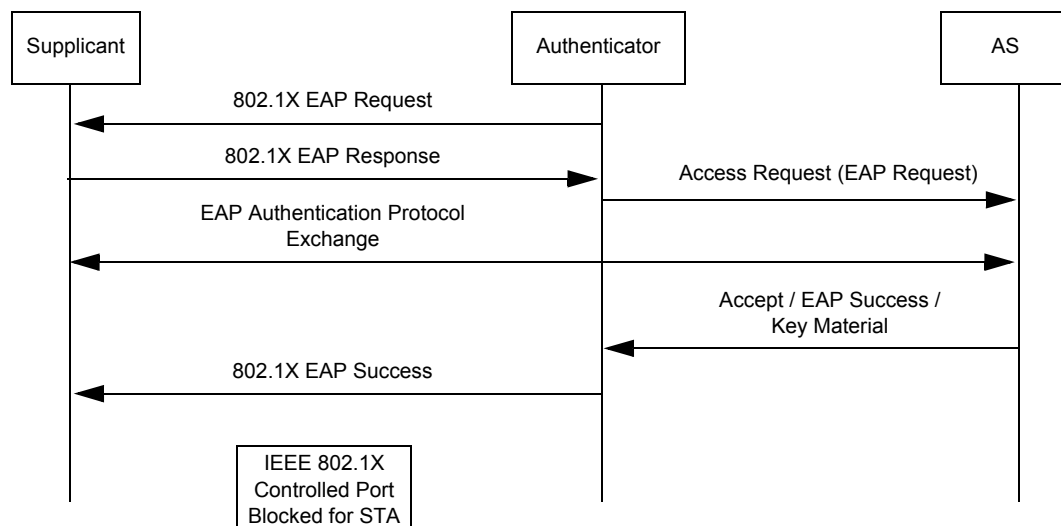 Supplicant
Authenticator
AS
802.1X EAP Request
802.1X EAP Response
Access Request (EAP Request)
EAP Authentication Protocol
Exchange
Accept / EAP Success /
Key Material
802.1X EAP Success
IEEE 802.1X
Controlled Port
Blocked for STA